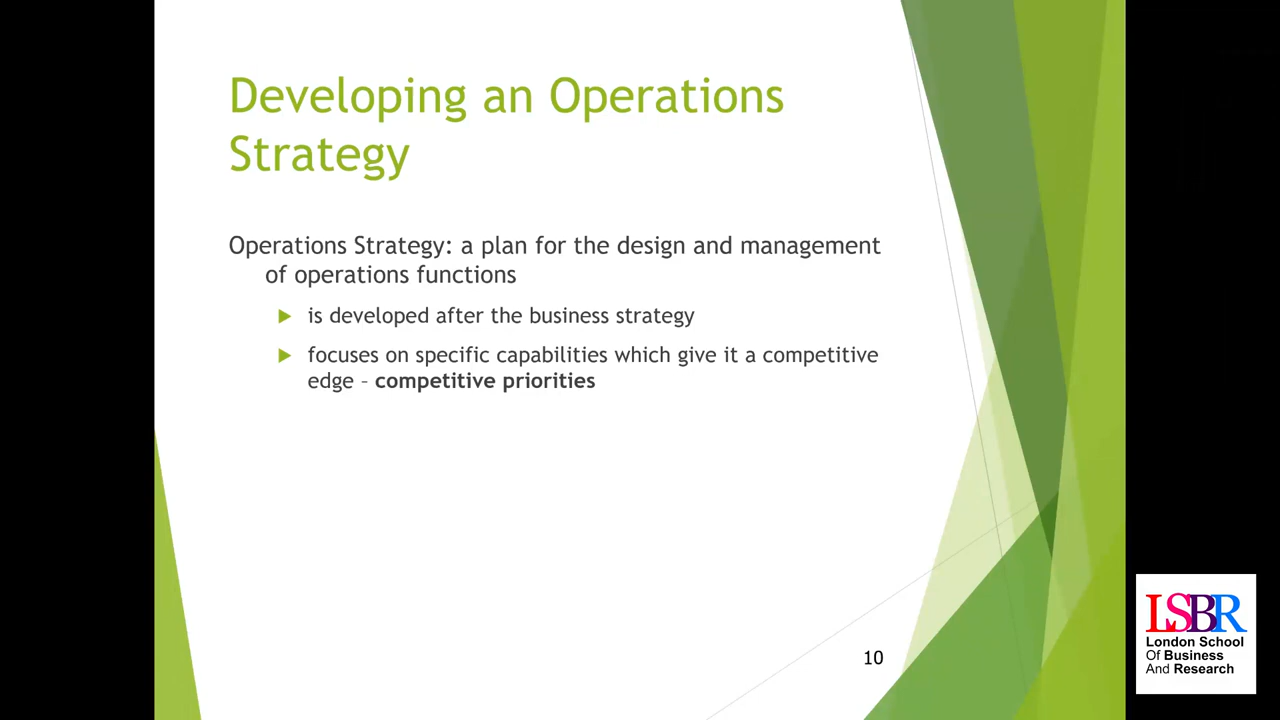 Developing an Operations
Strategy
Operations Strategy: a plan for the design and management
of operations functions
is developed after the business strategy
focuses on specific capabilities which give it a competitive
edge – competitive priorities
10
LSBR
London School
Of Business
And Research